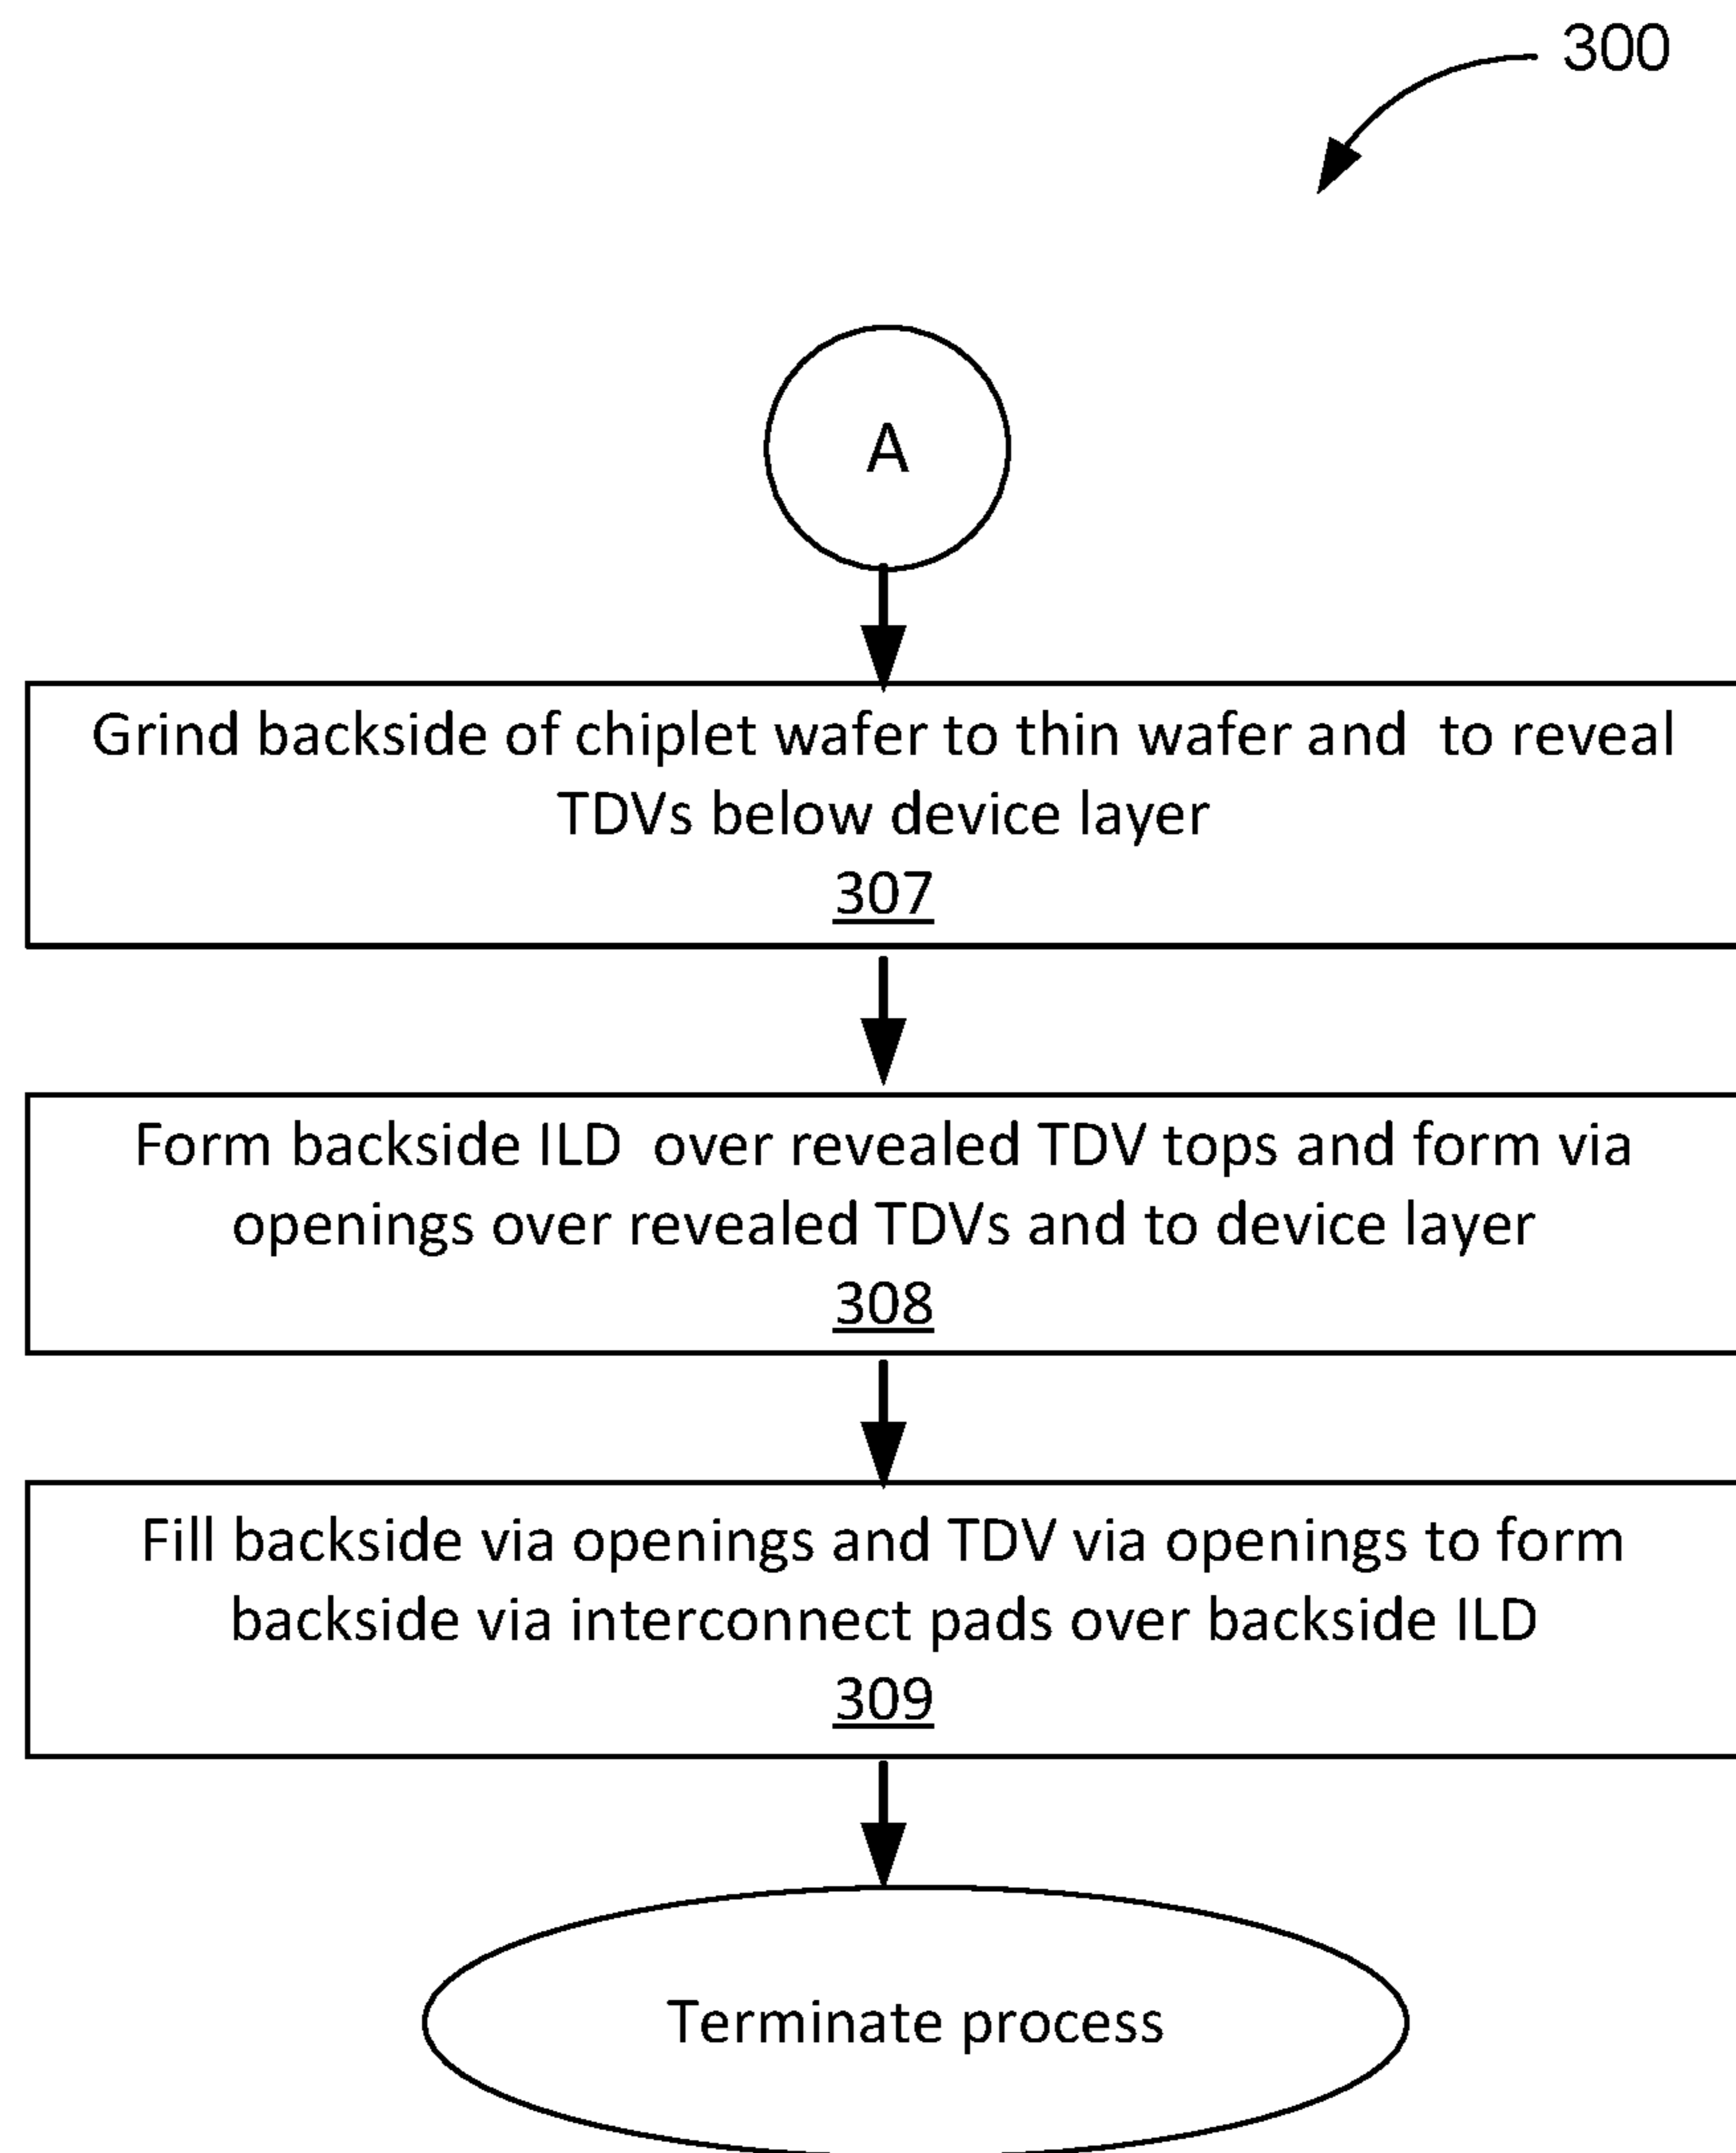 300
A
Grind backside of chiplet wafer to thin wafer and  to reveal
TDVs below device layer
307
Form backside ILD  over revealed TDV tops and form via
openings over revealed TDVs and to device layer
308
Fill backside via openings and TDV via openings to form
backside via interconnect pads over backside ILD
309
Terminate process